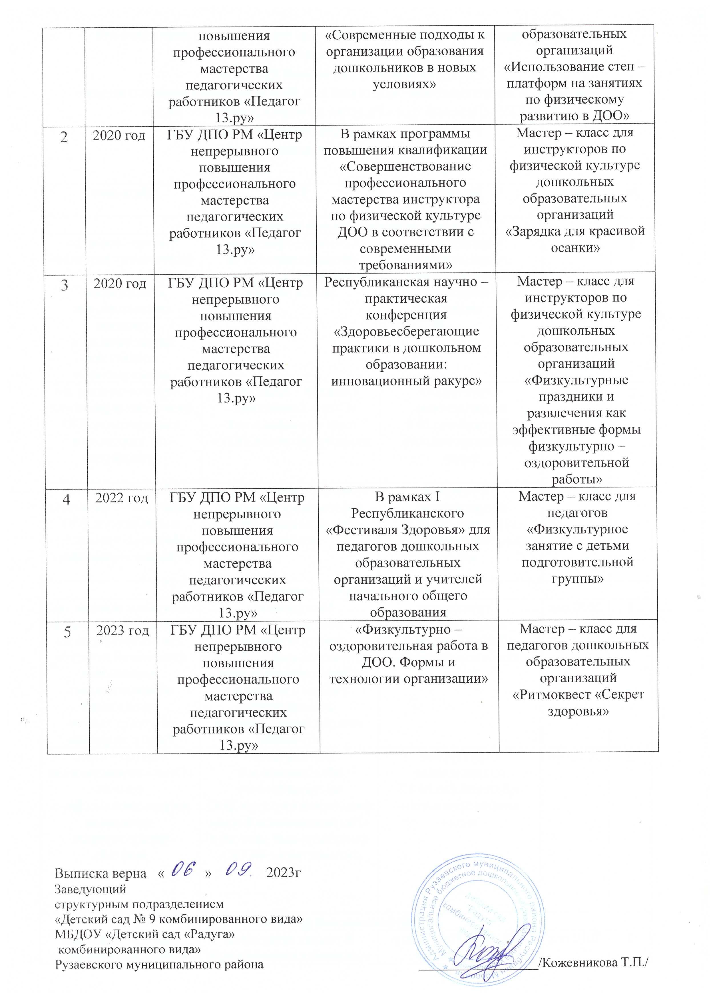 повышения
профессионального
мастерства
педагогических
работников «Педагог
13.ру»
«Современные подходы к
организации образования
дошкольников в новых
условиях»
образовательных
организаций
«Использование степ –
платформ на занятиях
по физическому
развитию в ДОО»
2
2020 год
ГБУ ДПО РМ «Центр
непрерывного
повышения
профессионального
мастерства
педагогических
работников «Педагог
13.ру»
В рамках программы
повышения квалификации
«Совершенствование
профессионального
мастерства инструктора
по физической культуре
ДОО в соответствии с
современными
требованиями»
Мастер – класс для
инструкторов по
физической культуре
дошкольных
образовательных
организаций
«Зарядка для красивой
осанки»
3
2020 год
ГБУ ДПО РМ «Центр
непрерывного
повышения
профессионального
мастерства
педагогических
работников «Педагог
13.ру»
Республиканская научно –
практическая
конференция
«Здоровьесберегающие
практики в дошкольном
образовании:
инновационный ракурс»
Мастер – класс для
инструкторов по
физической культуре
дошкольных
образовательных
организаций
«Физкультурные
праздники и
развлечения как
эффективные формы
физкультурно –
оздоровительной
работы»
4
2022 год
ГБУ ДПО РМ «Центр
непрерывного
повышения
профессионального
мастерства
педагогических
работников «Педагог
13.ру»
В рамках I
Республиканского
«Фестиваля Здоровья» для
педагогов дошкольных
образовательных
организаций и учителей
начального общего
образования
Мастер – класс для
педагогов
«Физкультурное
занятие с детьми
подготовительной
группы»
5
2023 год
ГБУ ДПО РМ «Центр
непрерывного
повышения
профессионального
мастерства
педагогических
работников «Педагог
13.ру»
«Физкультурно –
оздоровительная работа в
ДОО. Формы и
технологии организации»
Мастер – класс для
педагогов дошкольных
образовательных
организаций
«Ритмоквест «Секрет
здоровья»
Выписка верна « 06 » 09. 2023г
Заведующий
структурным подразделением
«Детский сад № 9 комбинированного вида»
МБДОУ «Детский сад «Радуга»
комбинированного вида»
Рузаевского муниципального района
/Кожевникова Т.П./
Администрация Рузаевского муниципального района Республики Мордовия
Муниципальное бюджетное дошкольное